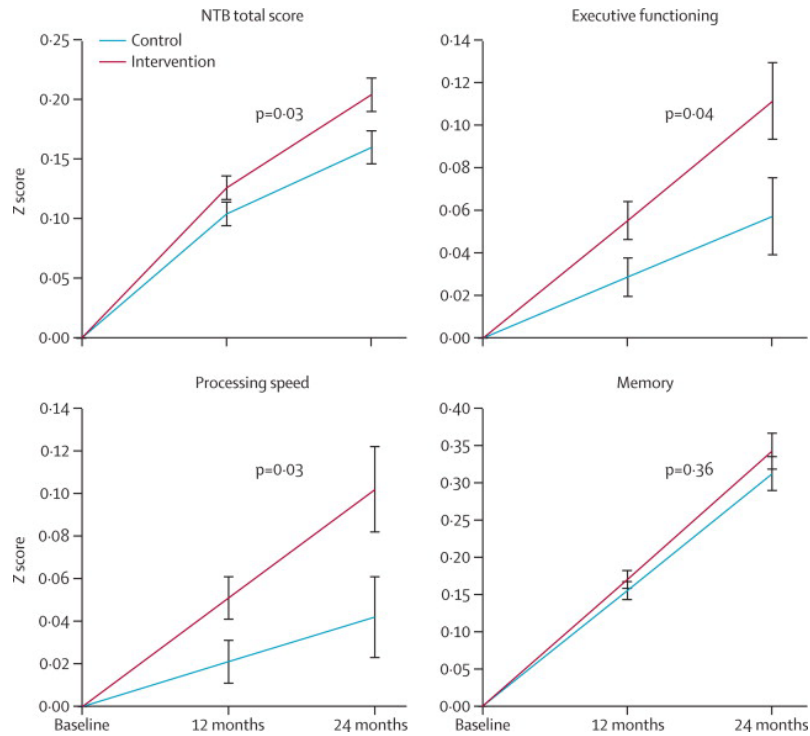 NTB total score
0·25
0·20
0·15
0·10
0·05
0·00
Z score
Control
Intervention
p=0·03
Executive functioning
0·14
0·12
0·10
0·08
0·06
0·04
0·02
0·00
p=0·04
Processing speed
0·14
0·12
0·10
0·08
0·06
0·04
0·02
0·00
Z score
p=0·03
Baseline
12 months
24 months
Memory
0·40
0·35
0·30
0·25
0·20
0·15
0·10
0·05
0·00
p=0·36
Baseline
12 months
24 months